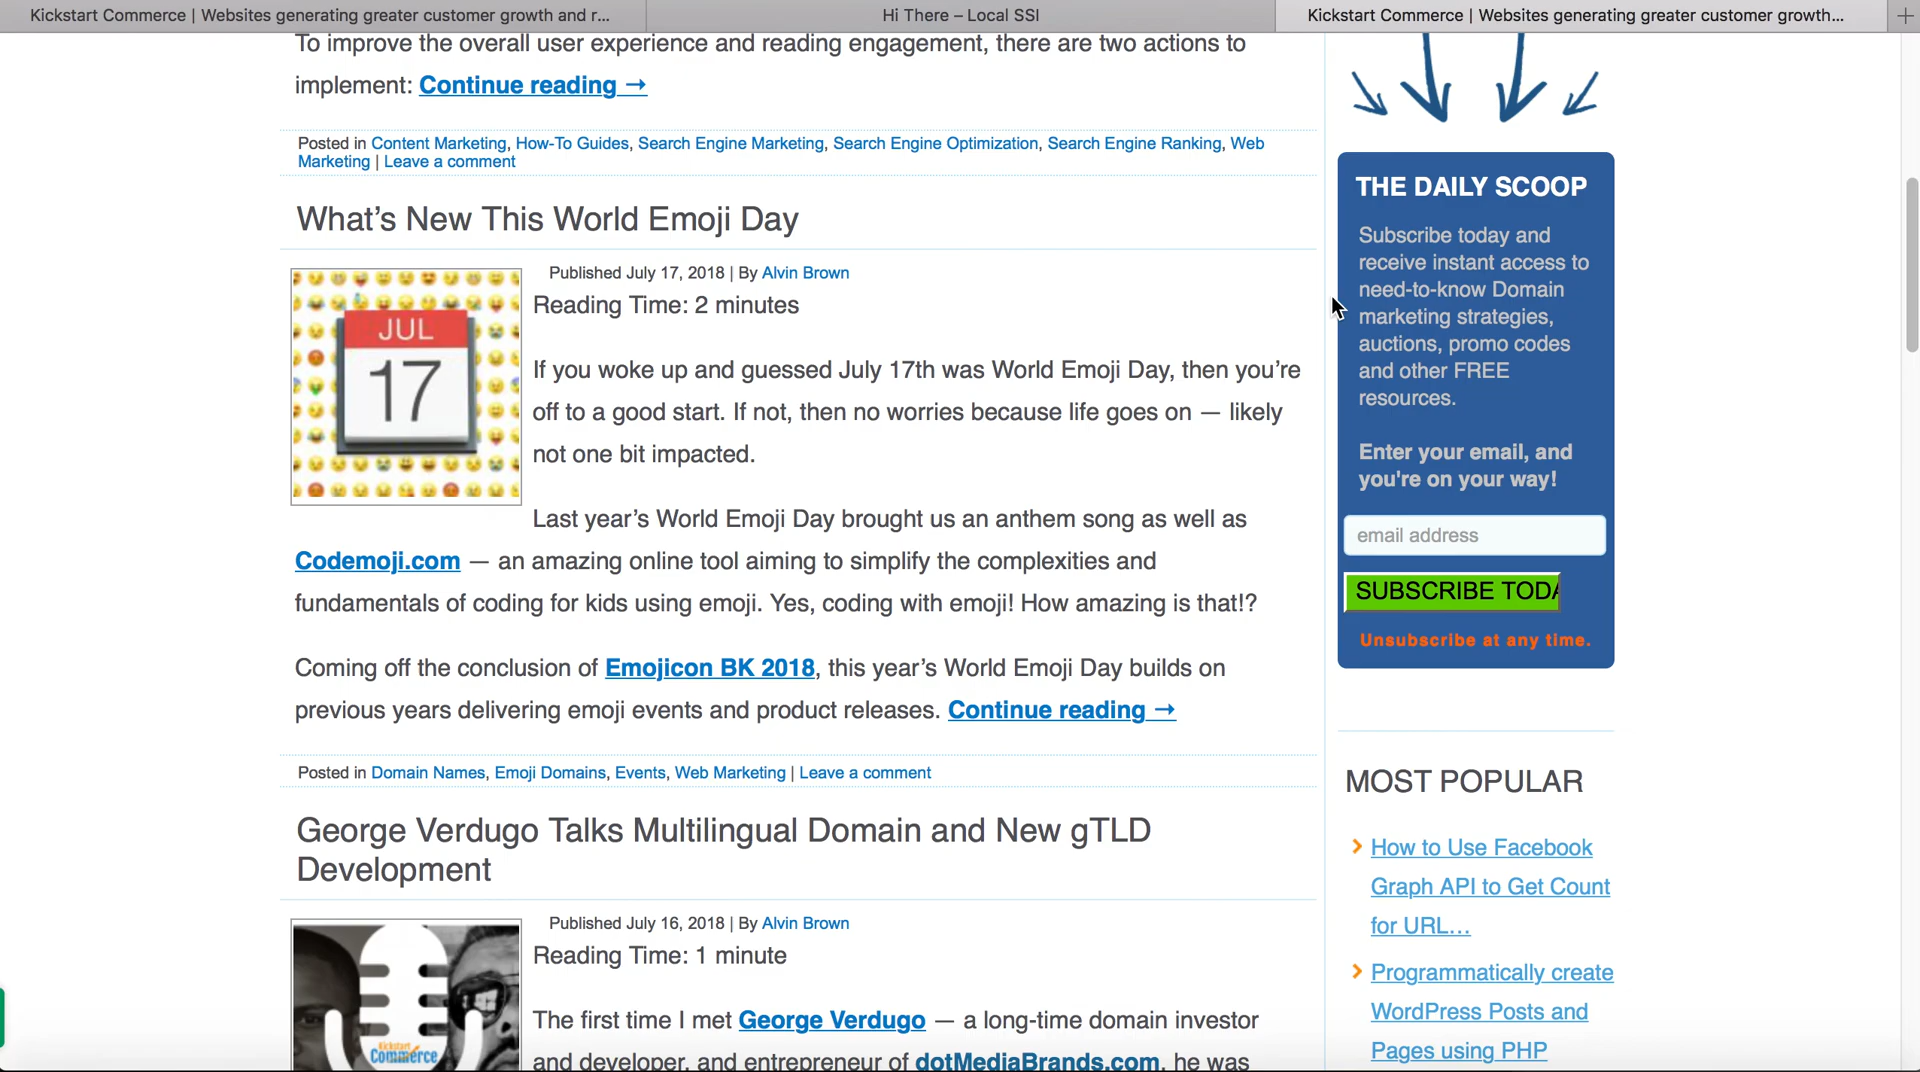 Kickstart Commerce | Websites generating greater customer growth and r...
Hi There – Local SSI
Kickstart Commerce | Websites generating greater customer growth...
To improve the overall user experience and reading engagement, there are two actions to
implement: Continue reading →
Posted in Content Marketing, How-To Guides, Search Engine Marketing, Search Engine Optimization, Search Engine Ranking, Web
Marketing | Leave a comment
What’s New This World Emoji Day
JUL
17
Published July 17, 2018 | By Alvin Brown
Reading Time: 2 minutes
If you woke up and guessed July 17th was World Emoji Day, then you’re
off to a good start. If not, then no worries because life goes on — likely
not one bit impacted.
Last year’s World Emoji Day brought us an anthem song as well as
Codemoji.com — an amazing online tool aiming to simplify the complexities and
fundamentals of coding for kids using emoji. Yes, coding with emoji! How amazing is that!?
Coming off the conclusion of Emojicon BK 2018, this year’s World Emoji Day builds on
previous years delivering emoji events and product releases. Continue reading →
Posted in Domain Names, Emoji Domains, Events, Web Marketing | Leave a comment
George Verdugo Talks Multilingual Domain and New gTLD
Development
Published July 16, 2018 | By Alvin Brown
Reading Time: 1 minute
The first time I met George Verdugo — a long-time domain investor
and developer, and entrepreneur of dotMediaBrands.com, he was
Kickstart
Commerce
THE DAILY SCOOP
Subscribe today and
receive instant access to
need-to-know Domain
marketing strategies,
auctions, promo codes
and other FREE
resources.
Enter your email, and
you're on your way!
email address
SUBSCRIBE TODA
Unsubscribe at any time.
MOST POPULAR
How to Use Facebook
Graph API to Get Count
for URL…
Programmatically create
WordPress Posts and
Pages using PHP